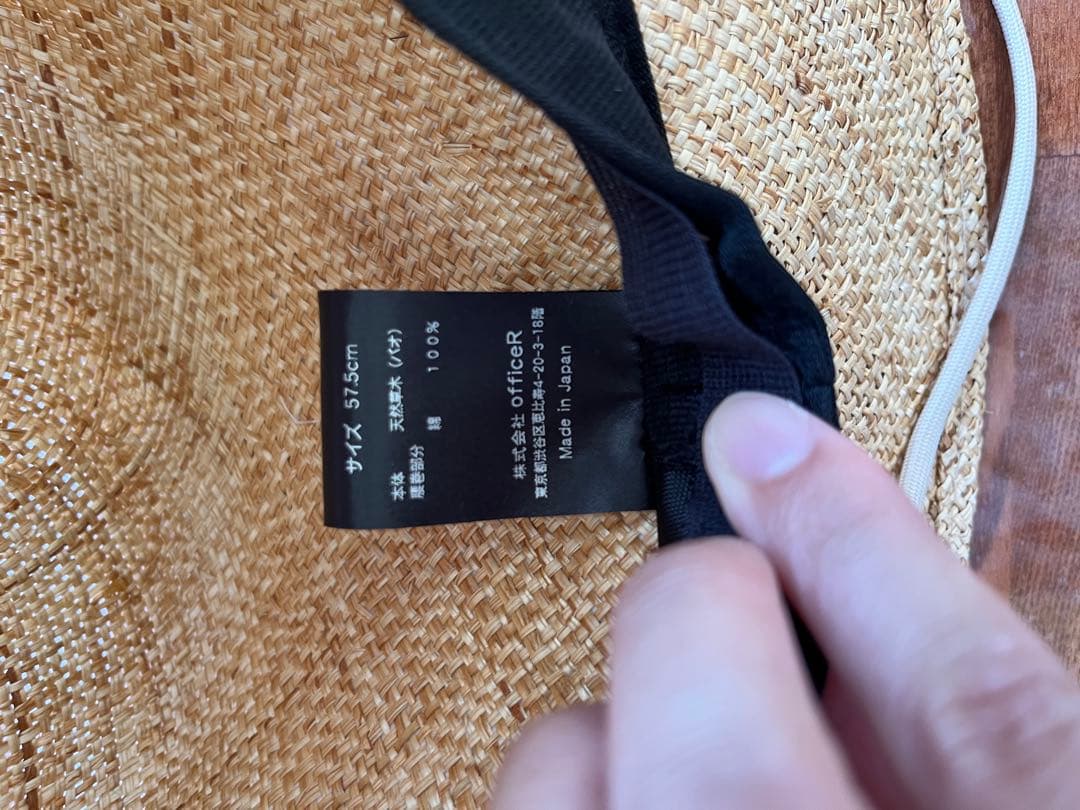 サイズ 57.5cm
本体 天然草木（バオ）
腰巻部分 綿 100%
株式会社 officeR
東京都渋谷区恵比寿4-20-3-18階
Made in Japan